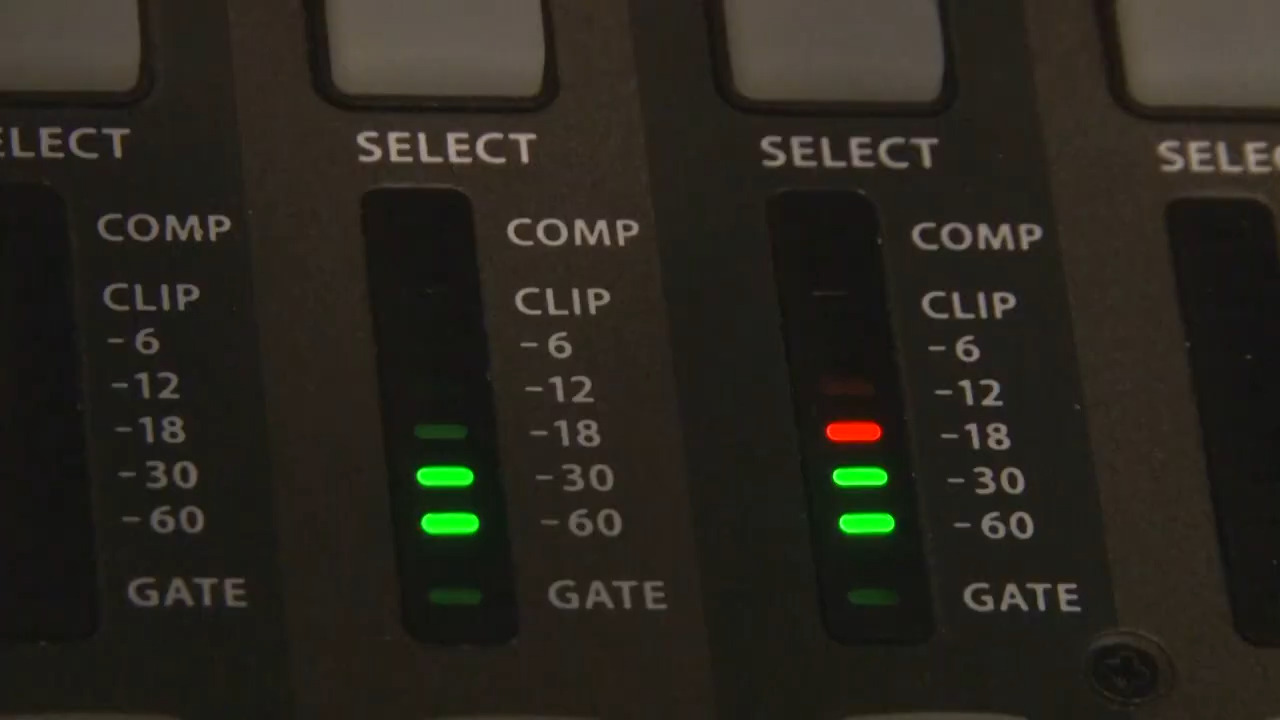 ELECT SELECT SELECT SELEC
COMP COMP COMP
CLIP CLIP CLIP
-6 -6 -6
-12 -12 -12
-18 -18 -18
-30 -30 -30
-60 -60 -60
GATE GATE GATE